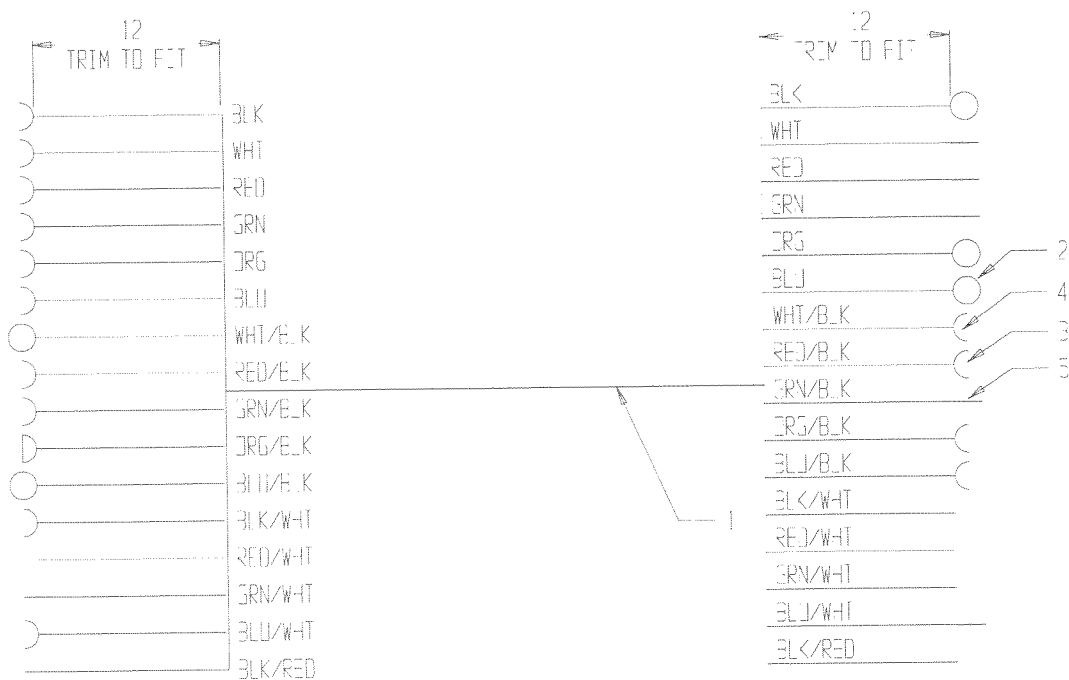 12
TRIM TO FIT
BLK
WHT
RED
GRN
ORG
BLU
WHT/BLK
RED/BLK
GRN/BLK
ORG/BLK
BLU/BLK
BLK/WHT
RED/WHT
GRN/WHT
BLU/WHT
BLK/RED
1
12
TRIM TO FIT
BLK
WHT
RED
GRN
ORG
BLU
WHT/BLK
RED/BLK
GRN/BLK
ORG/BLK
BLU/BLK
BLK/WHT
RED/WHT
GRN/WHT
BLU/WHT
BLK/RED
2
4
3
5